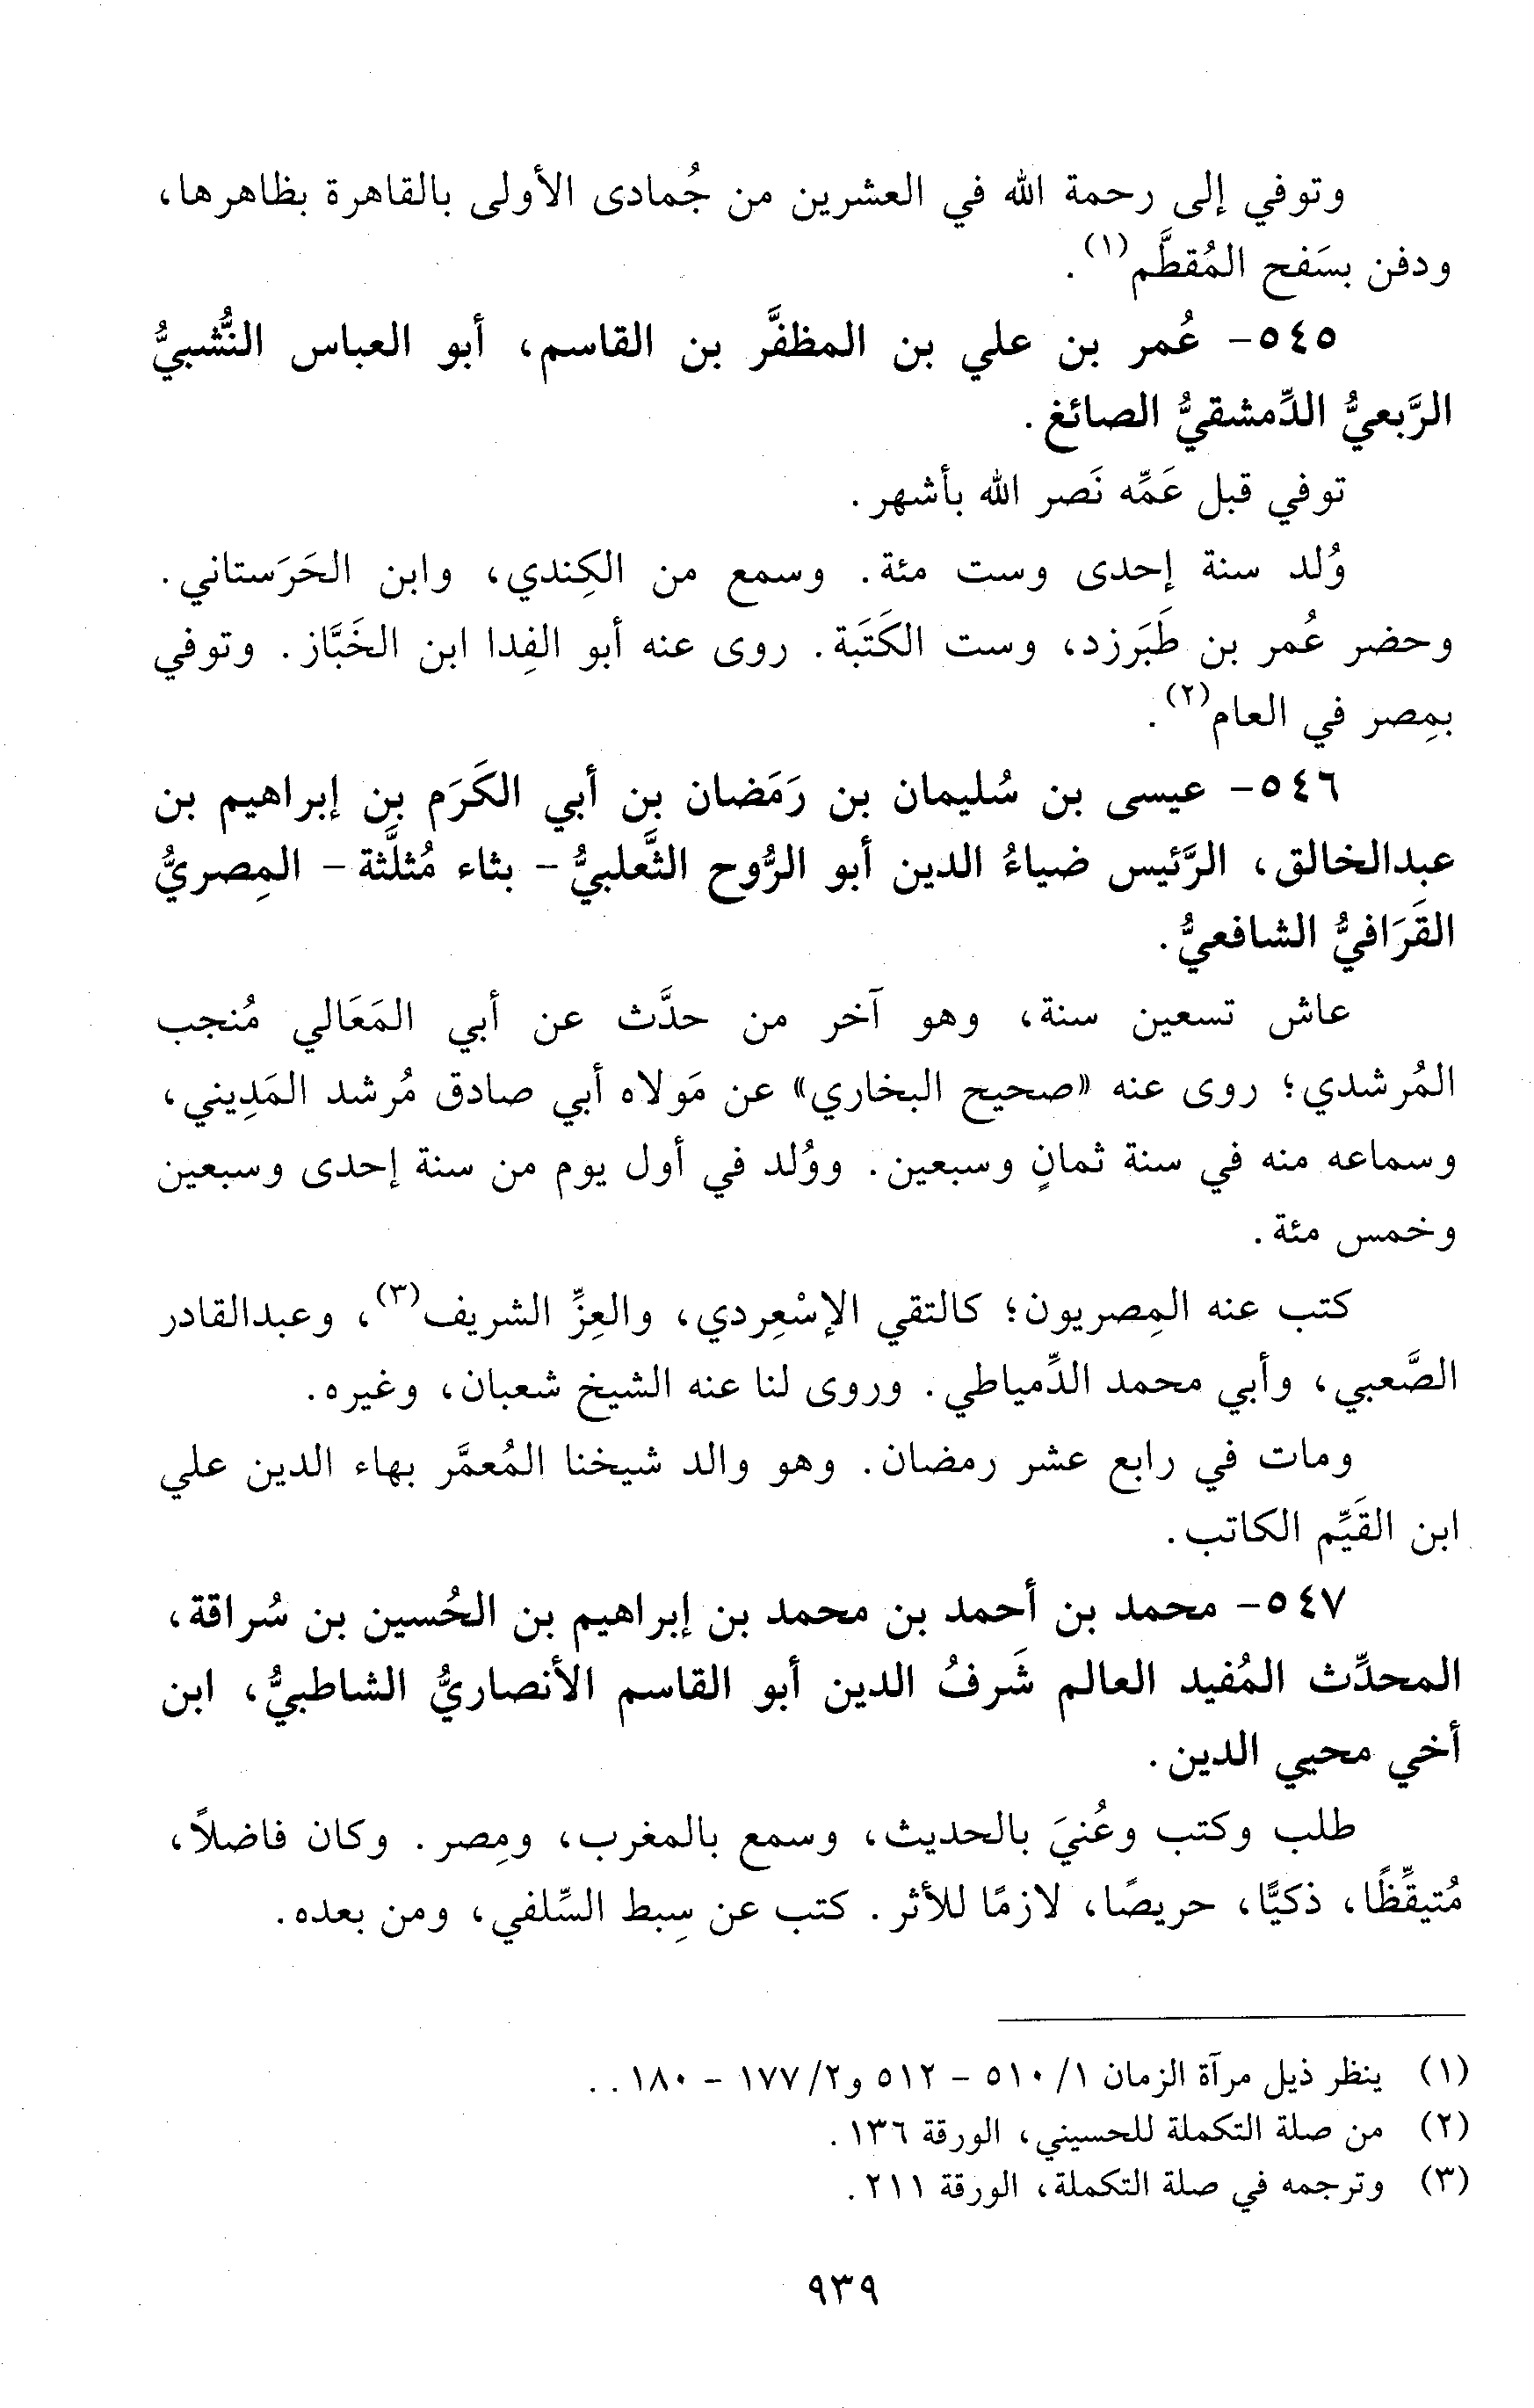 وتوفي إلى رحمة الله في العشرين من جُمادى الأولى بالقاهرة بظاهرها،
ودفن بسَفح المُقطَّم(١).
٥٤٥- عُمر بن علي بن المظفَّر بن القاسم، أبو العباس النُّشبيُّ
الرَّبعيُّ الدِّمشقيُّ الصائغ.
توفي قبل عَمِّه نَصر الله بأشهر.
وُلد سنة إحدى وست مئة. وسمع من الكِندي، وابن الحَرَستاني.
وحضر عُمر بن طَبَرزد، وست الكَتَبة. روى عنه أبو الفِدا ابن الخَبَّاز. وتوفي
بمِصر في العام(٢).
٥٤٦- عيسى بن سُليمان بن رَمَضان بن أبي الكَرَم بن إبراهيم بن
عبدالخالق، الرَّئيس ضياءُ الدين أبو الرُّوح الثَّعلبيُّ - بثاء مُثلَّثة - المِصريُّ
القَرَافيُّ الشافعيُّ.
عاش تسعين سنة، وهو آخر من حدَّث عن أبي المَعَالي مُنجب
المُرشدي؛ روى عنه «صحيح البخاري» عن مَولاه أبي صادق مُرشد المَدِيني،
وسماعه منه في سنة ثمانٍ وسبعين. ووُلد في أول يوم من سنة إحدى وسبعين
وخمس مئة.
كتب عنه المِصريون؛ كالتقي الإسْعِردي، والعِزِّ الشريف(٣)، وعبدالقادر
الصَّعبي، وأبي محمد الدِّمياطي. وروى لنا عنه الشيخ شعبان، وغيره.
ومات في رابع عشر رمضان. وهو والد شيخنا المُعمَّر بهاء الدين علي
ابن القَيِّم الكاتب.
٥٤٧- محمد بن أحمد بن محمد بن إبراهيم بن الحُسين بن سُراقة،
المحدِّث المُفيد العالم شَرفُ الدين أبو القاسم الأنصاريُّ الشاطبيُّ، ابن
أخي محيي الدين.
طلب وكتب وعُنيَ بالحديث، وسمع بالمغرب، ومِصر. وكان فاضلاً،
مُتيقِّظًا، ذكيًّا، حريصًا، لازمًا للأثر. كتب عن سِبط السِّلفي، ومن بعده.
(١) ينظر ذيل مرآة الزمان ١/ ٥١٠ - ٥١٢ و٢/ ١٧٧ - ١٨٠ . .
(٢) من صلة التكملة للحسيني، الورقة ١٣٦.
(٣) وترجمه في صلة التكملة، الورقة ٢١١.
٩٣٩